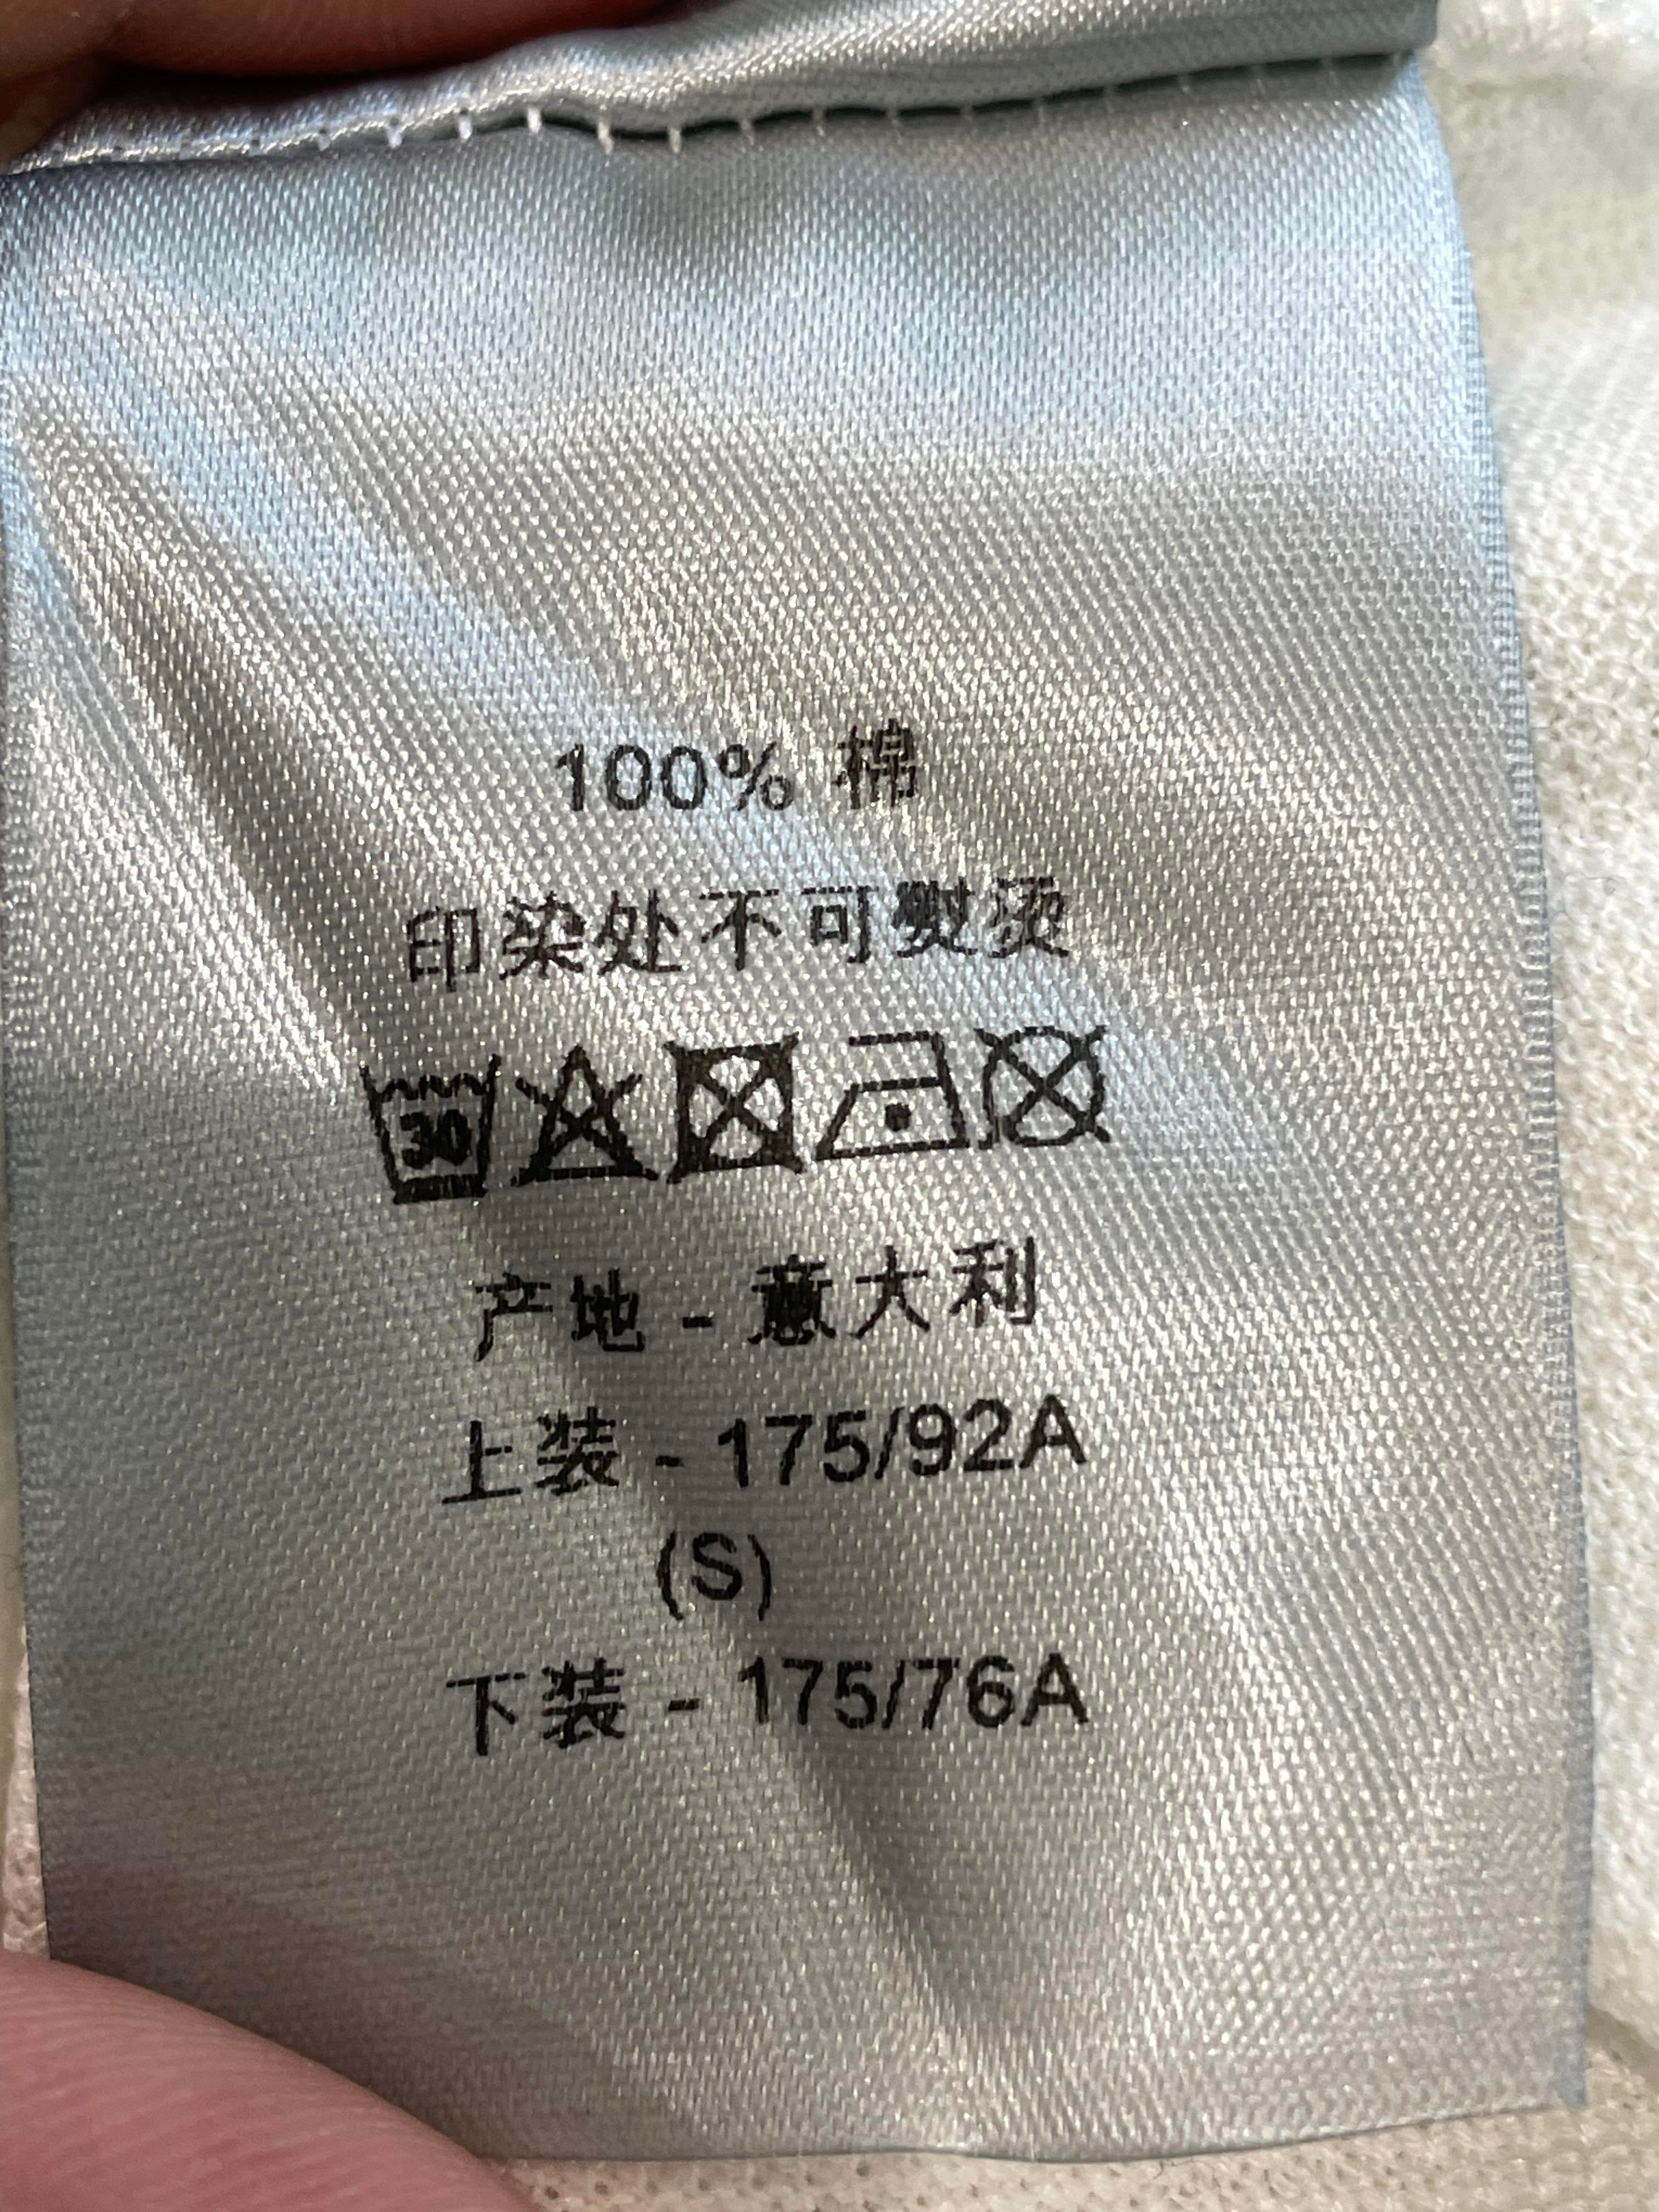 100% 棉
印染处不可熨烫
30
产地 - 意大利
上装 - 175/92A
(S)
下装 - 175/76A